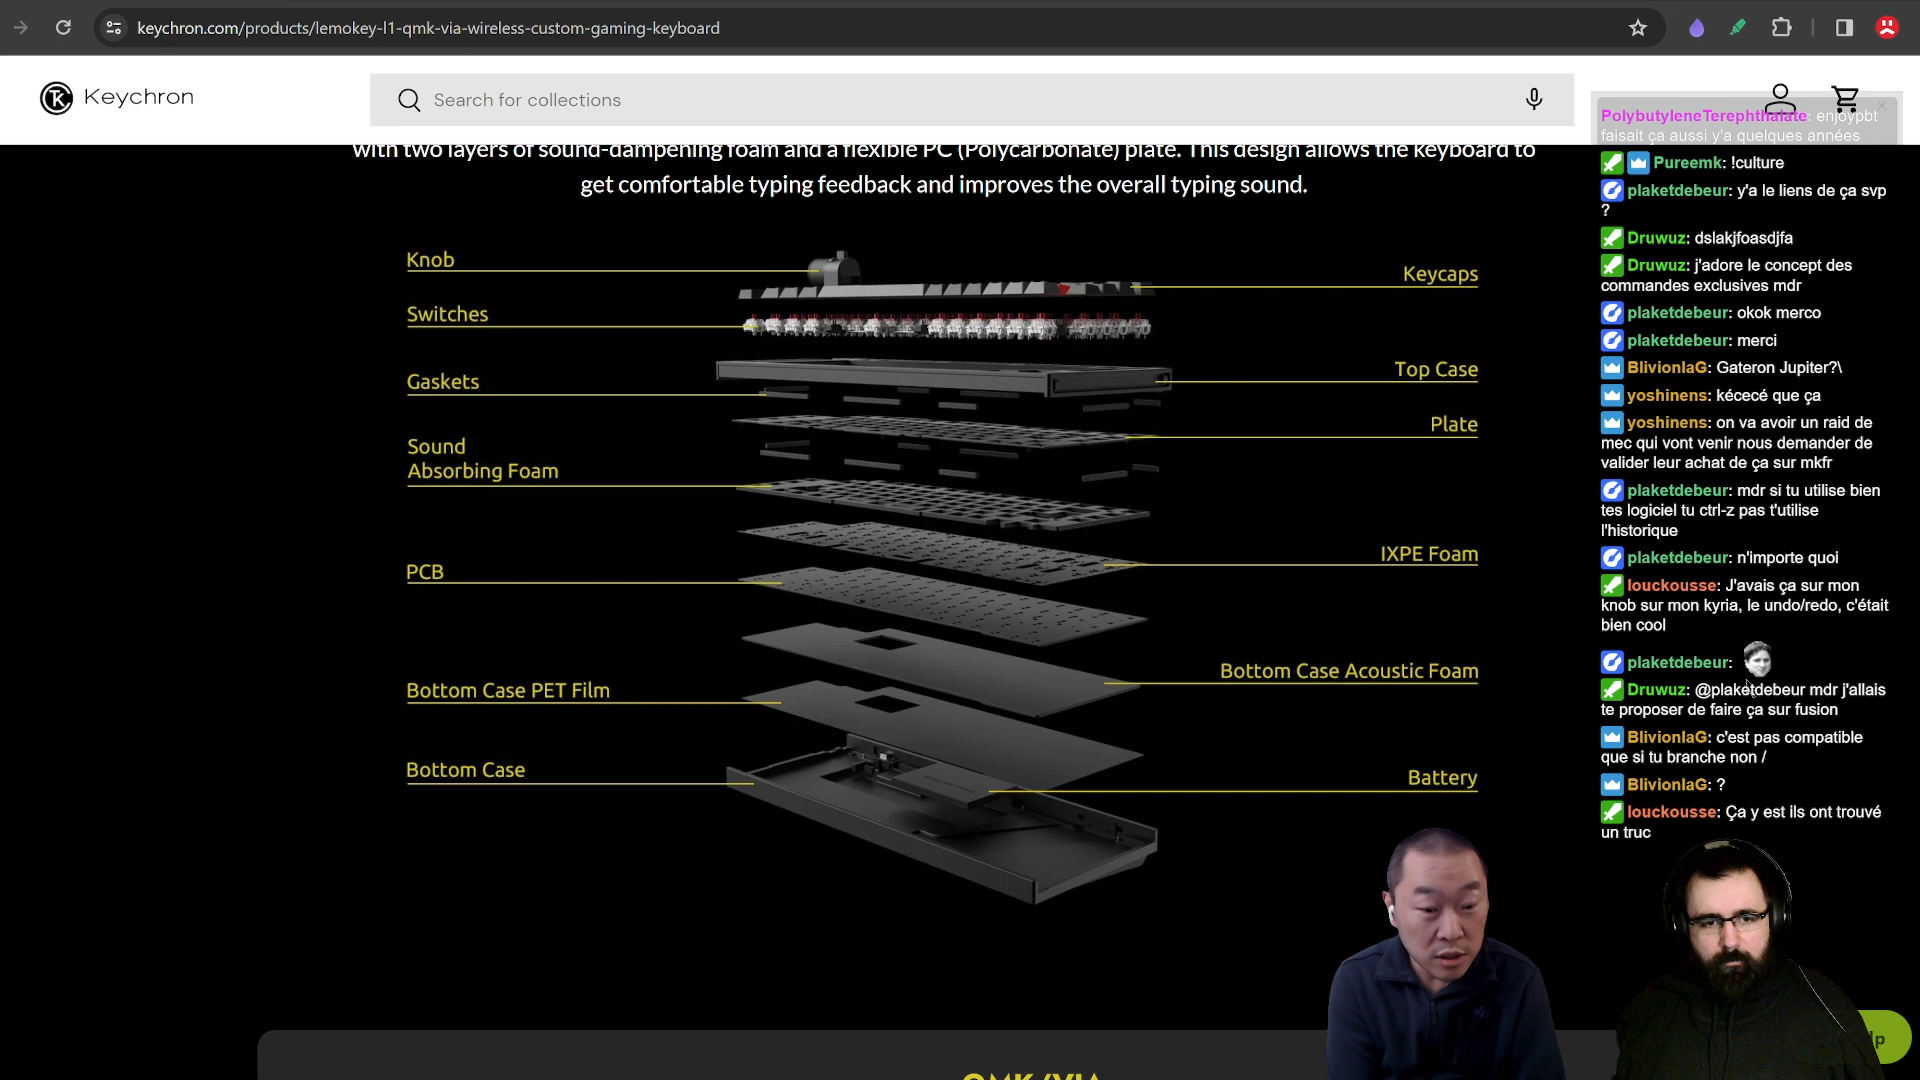 keychron.com/products/lemokey-l1-qmk-via-wireless-custom-gaming-keyboard
Keychron
Search for collections
with two layers of sound-dampening foam and a flexible PC (Polycarbonate) plate. This design allows the keyboard to
get comfortable typing feedback and improves the overall typing sound.
Knob
Keycaps
Switches
Top Case
Gaskets
Plate
Sound
Absorbing Foam
IXPE Foam
PCB
Bottom Case Acoustic Foam
Bottom Case PET Film
Bottom Case
Battery
QMK/VIA
PolybutyleneTerephthalate: enjoypbt
faisait ça aussi y'a quelques années
Pureemk: !culture
plaketdebeur: y'a le liens de ça svp
?
Druwuz: dslakjfoasdjfa
Druwuz: j'adore le concept des
commandes exclusives mdr
plaketdebeur: okok merco
plaketdebeur: merci
BlivionlaG: Gateron Jupiter?\
yoshinens: kécecé que ça
yoshinens: on va avoir un raid de
mec qui vont venir nous demander de
valider leur achat de ça sur mkfr
plaketdebeur: mdr si tu utilise bien
tes logiciel tu ctrl-z pas t'utilise
l'historique
plaketdebeur: n'importe quoi
louckousse: J'avais ça sur mon
knob sur mon kyria, le undo/redo, c'était
bien cool
plaketdebeur:
Druwuz: @plaketdebeur mdr j'allais
te proposer de faire ça sur fusion
BlivionlaG: c'est pas compatible
que si tu branche non /
BlivionlaG: ?
louckousse: Ça y est ils ont trouvé
un truc